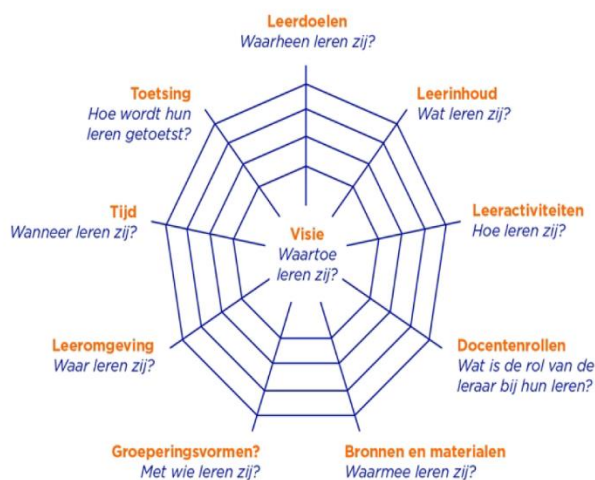 Leerdoelen
Waarheen leren zij?
Toetsing
Hoe wordt hun
leren getoetst?
Leerinhoud
Wat leren zij?
Tijd
Wanneer leren zij?
Visie
Waartoe
leren zij?
Leeractiviteiten
Hoe leren zij?
Leeromgeving
Waar leren zij?
Docentenrollen
Wat is de rol van de
leraar bij hun leren?
Groeperingsvormen?
Met wie leren zij?
Bronnen en materialen
Waarmee leren zij?